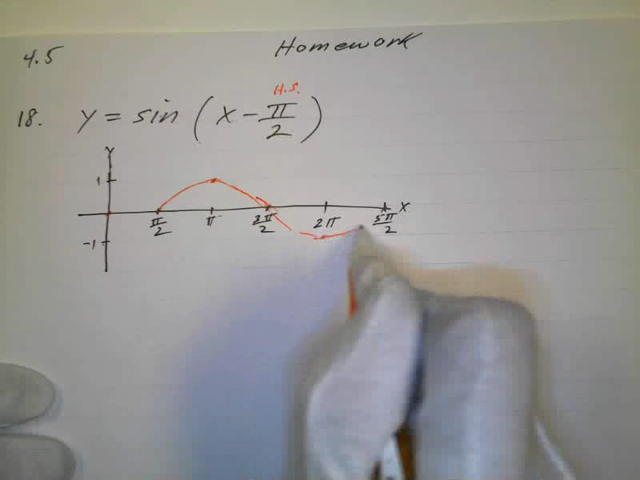 4.5 Homework
H.S.
18. y = sin (x - π/2)
y
1
x
π/2 π 3π/2 2π 5π/2
-1